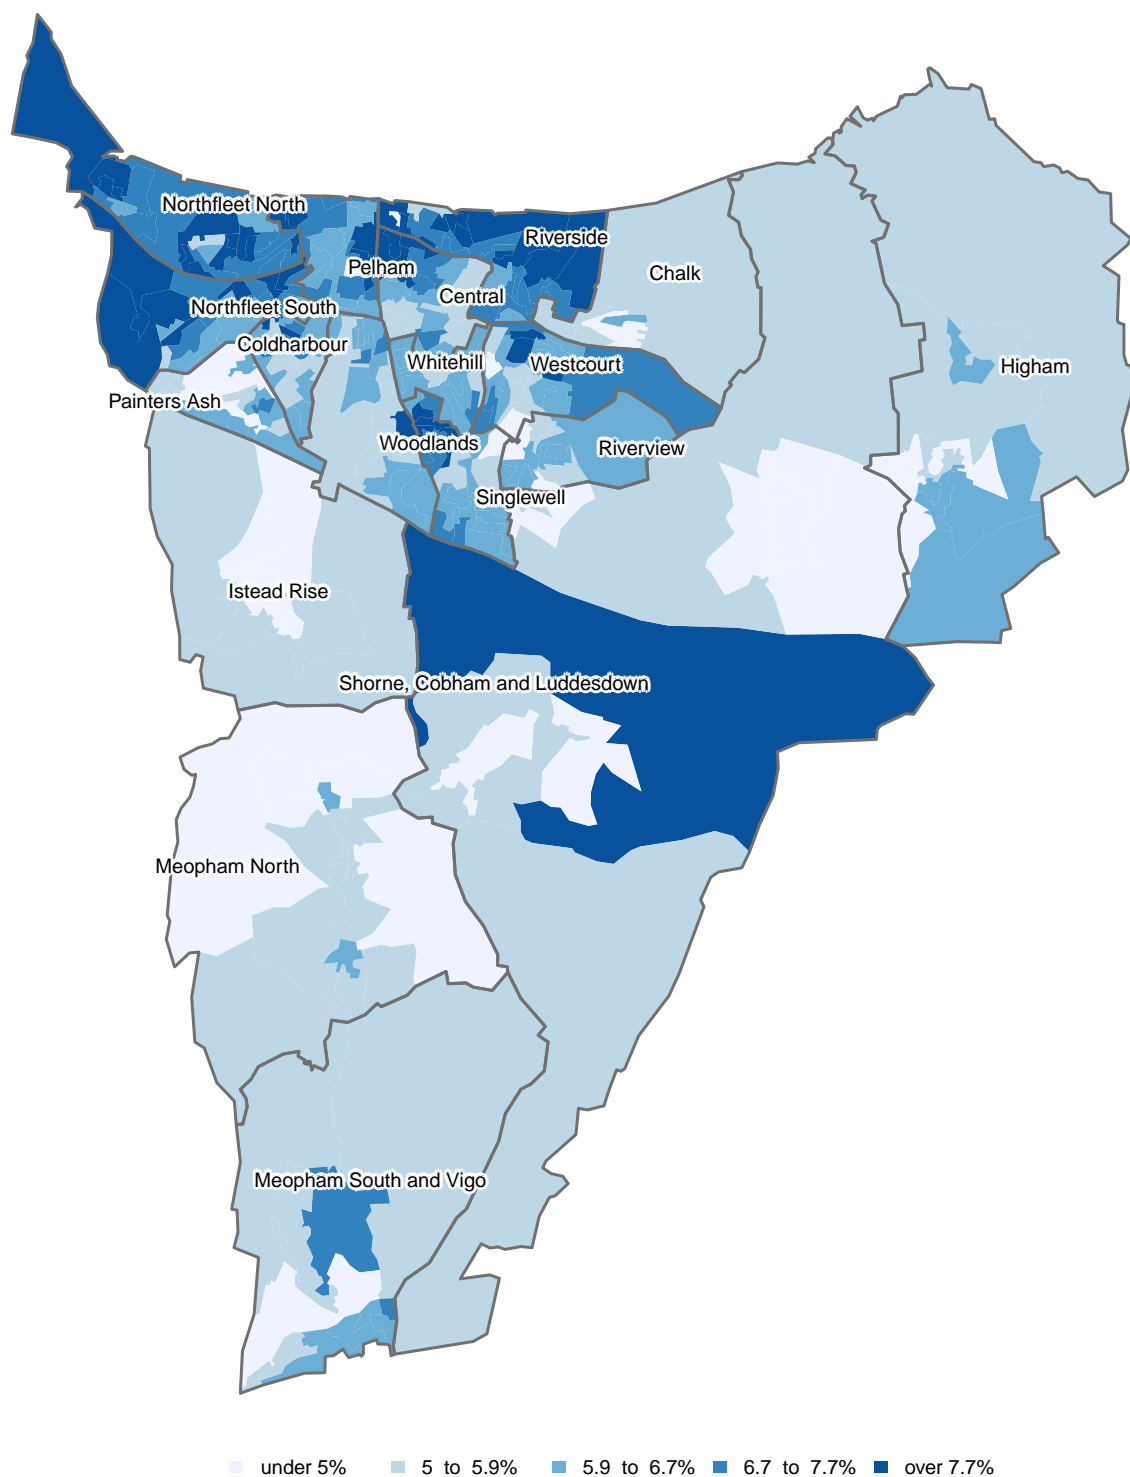 Northfleet North
Riverside
Pelham
Chalk
Central
Northfleet South
Coldharbour
Whitehill
Westcourt
Higham
Painters Ash
Woodlands
Riverview
Singlewell
Istead Rise
Shorne, Cobham and Luddesdown
Meopham North
Meopham South and Vigo
under 5% 5 to 5.9% 5.9 to 6.7% 6.7 to 7.7% over 7.7%